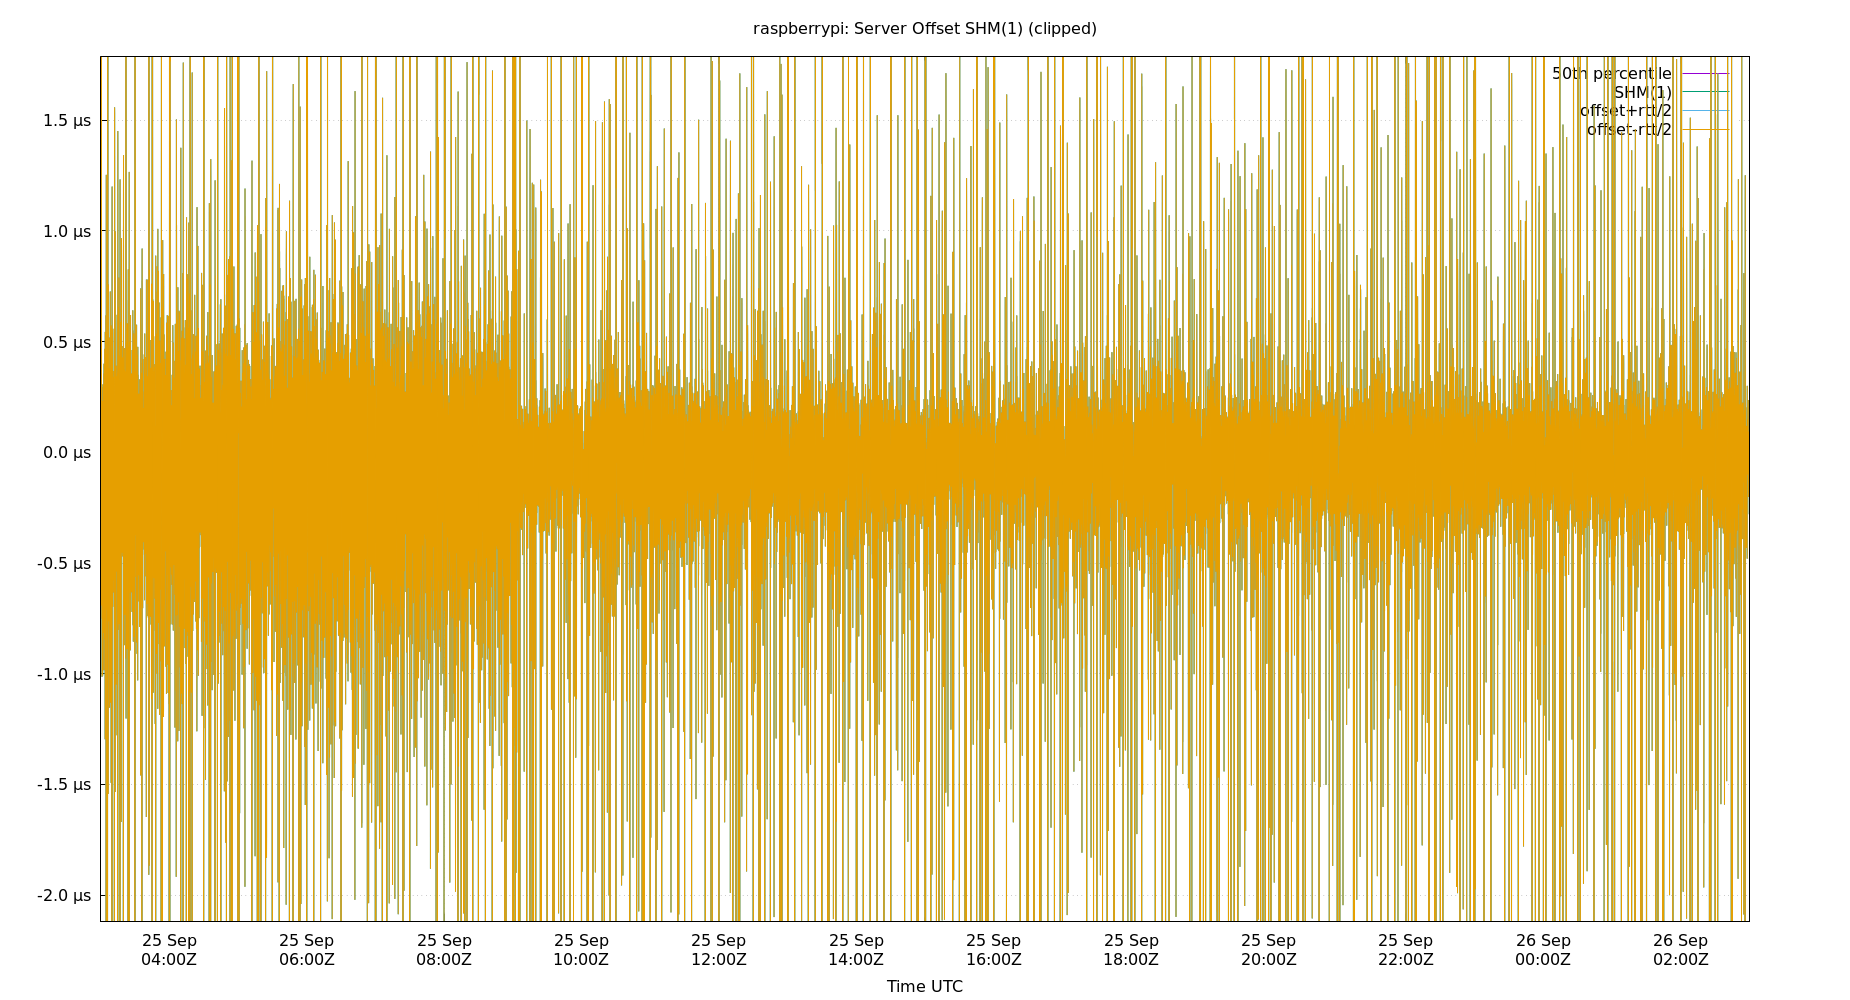 raspberrypi: Server Offset SHM(1) (clipped)
50th percentile
SHM(1)
offset+rtt/2
offset-rtt/2
1.5 µs
1.0 µs
0.5 µs
0.0 µs
-0.5 µs
-1.0 µs
-1.5 µs
-2.0 µs
25 Sep 25 Sep 25 Sep 25 Sep 25 Sep 25 Sep 25 Sep 25 Sep 25 Sep 25 Sep 26 Sep 26 Sep
04:00Z 06:00Z 08:00Z 10:00Z 12:00Z 14:00Z 16:00Z 18:00Z 20:00Z 22:00Z 00:00Z 02:00Z
Time UTC